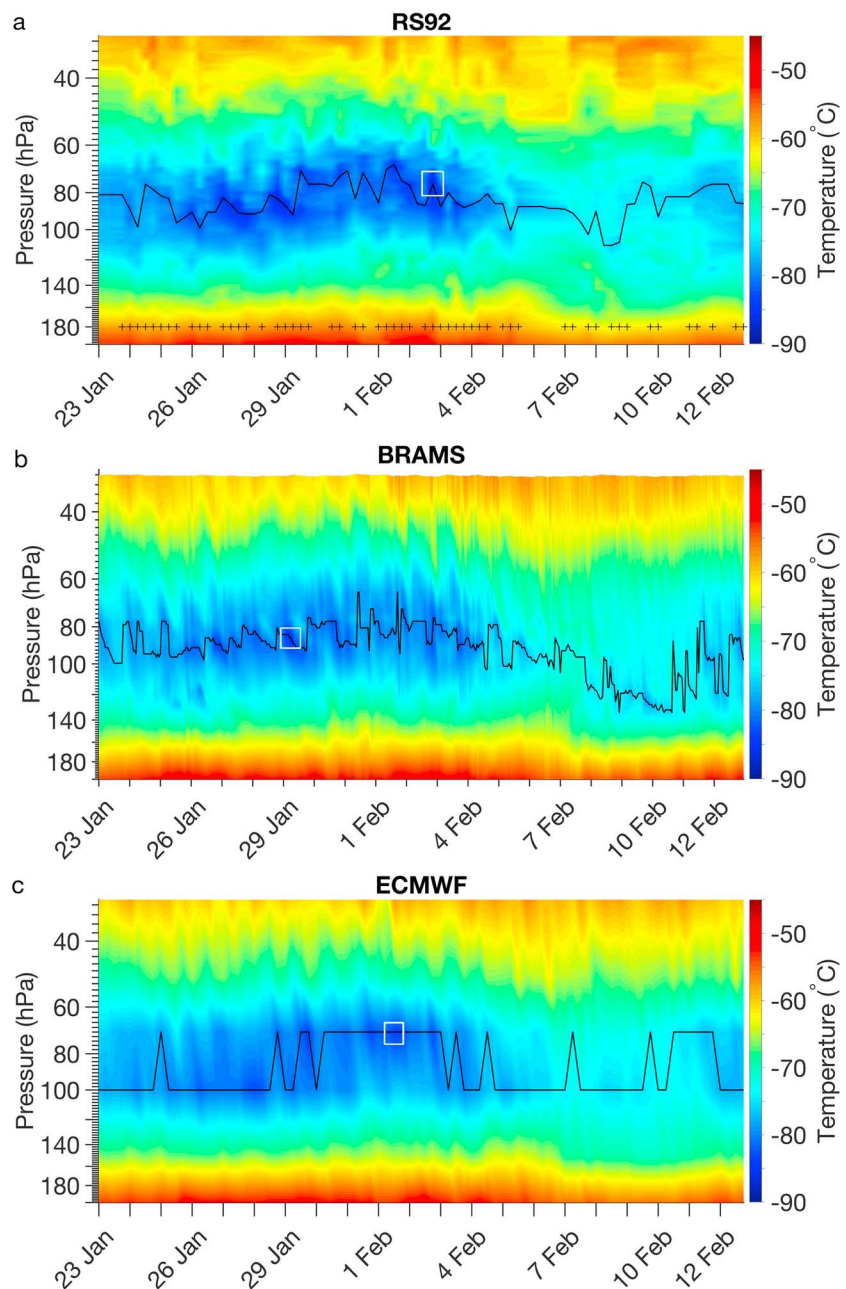 a
RS92
40
60
80
100
140
180
Pressure (hPa)
23 Jan
26 Jan
29 Jan
1 Feb
4 Feb
7 Feb
10 Feb
12 Feb
-50
-60
-70
-80
-90
Temperature (°C)
b
BRAMS
40
60
80
100
140
180
Pressure (hPa)
23 Jan
26 Jan
29 Jan
1 Feb
4 Feb
7 Feb
10 Feb
12 Feb
-50
-60
-70
-80
-90
Temperature (°C)
c
ECMWF
40
60
80
100
140
180
Pressure (hPa)
23 Jan
26 Jan
29 Jan
1 Feb
4 Feb
7 Feb
10 Feb
12 Feb
-50
-60
-70
-80
-90
Temperature (°C)